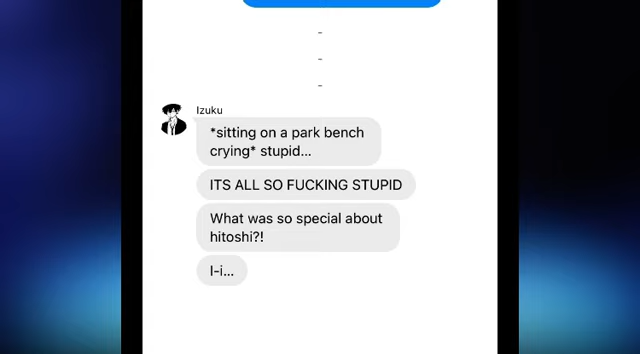 -
-
-
Izuku
*sitting on a park bench
crying* stupid...
ITS ALL SO FUCKING STUPID
What was so special about
hitoshi?!
I-i...